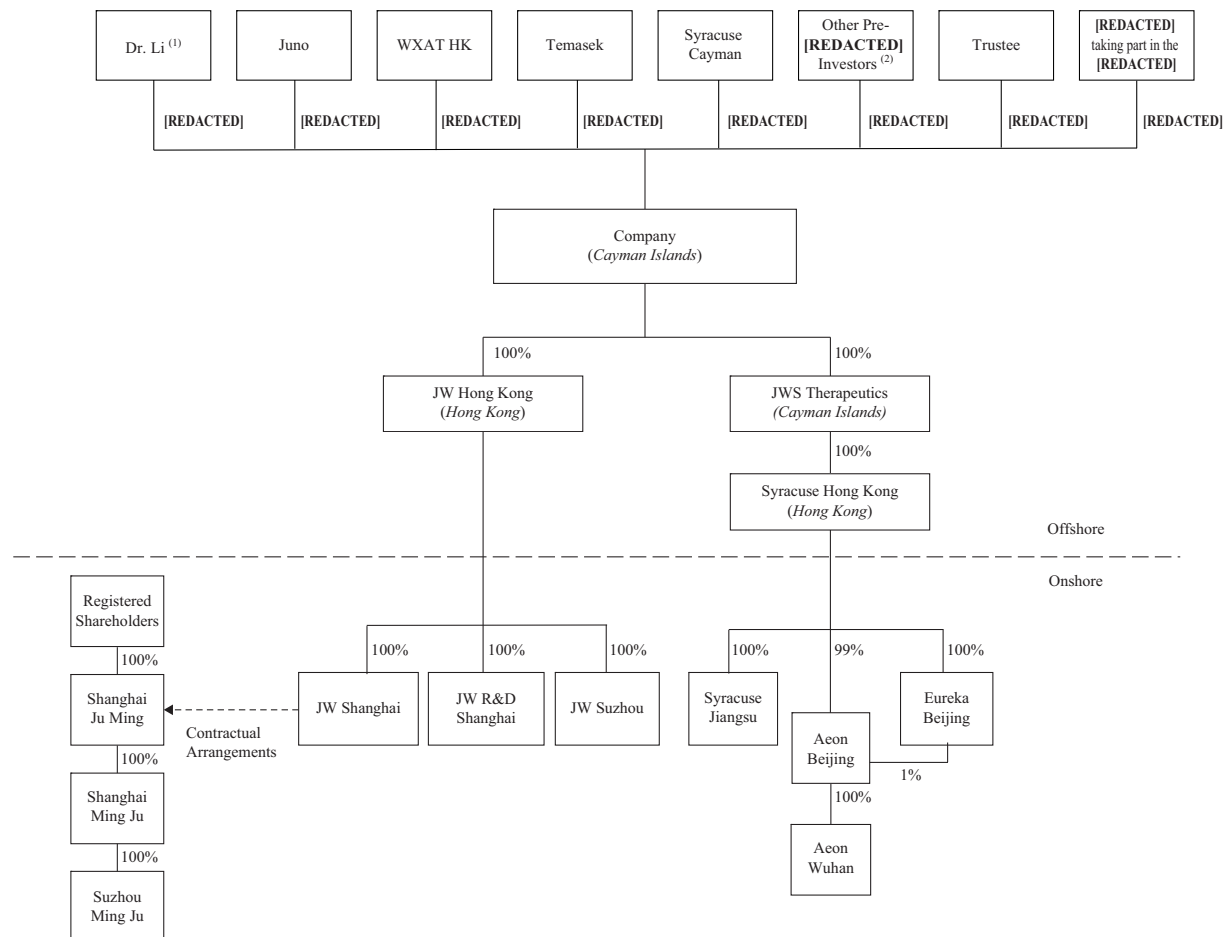 Dr. Li (1)
Juno
WXAT HK
Temasek
Syracuse
Cayman
Other Pre-
[REDACTED]
Investors (2)
Trustee
[REDACTED]
taking part in the
[REDACTED]
[REDACTED]
[REDACTED]
[REDACTED]
[REDACTED]
[REDACTED]
[REDACTED]
[REDACTED]
[REDACTED]
Company
(Cayman Islands)
100%
100%
JW Hong Kong
(Hong Kong)
JWS Therapeutics
(Cayman Islands)
100%
Syracuse Hong Kong
(Hong Kong)
Offshore
Onshore
Registered
Shareholders
100%
100%
100%
100%
100%
99%
100%
Shanghai
Ju Ming
Contractual
Arrangements
JW Shanghai
JW R&D
Shanghai
JW Suzhou
Syracuse
Jiangsu
Aeon
Beijing
Eureka
Beijing
1%
100%
Shanghai
Ming Ju
100%
Aeon
Wuhan
100%
Suzhou
Ming Ju